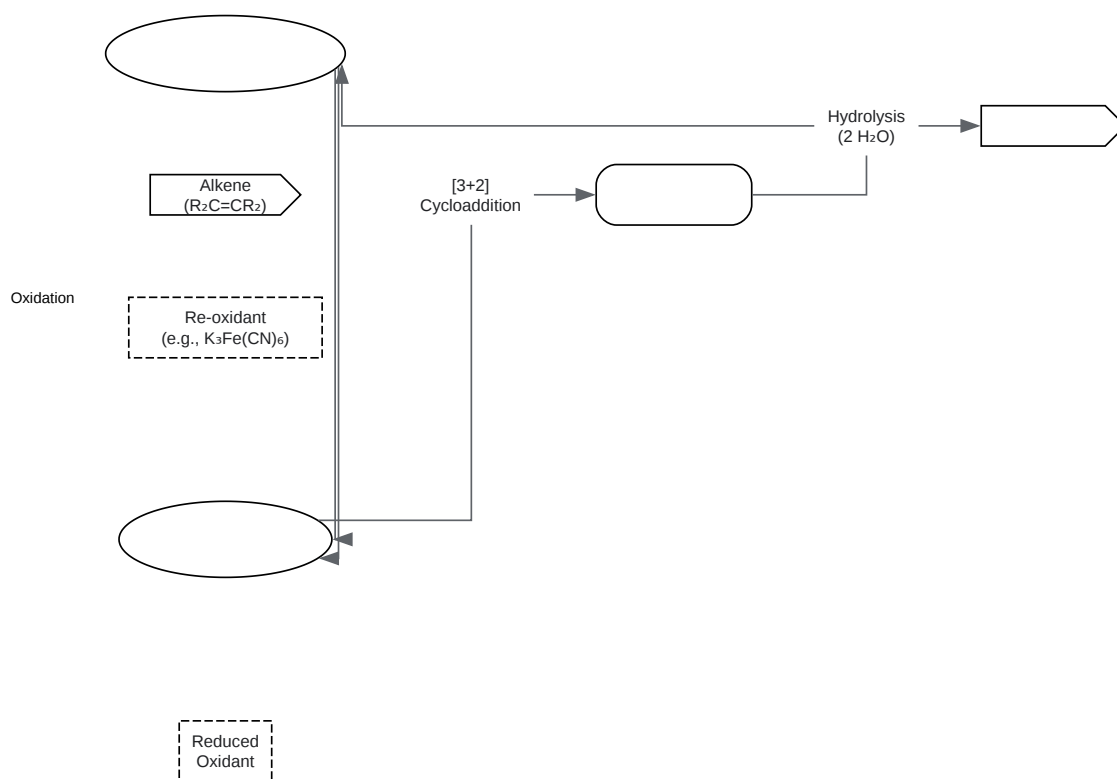 Hydrolysis
(2 H₂O)
Alkene
(R₂C=CR₂)
[3+2]
Cycloaddition
Oxidation
Re-oxidant
(e.g., K₃Fe(CN)₆)
Reduced
Oxidant